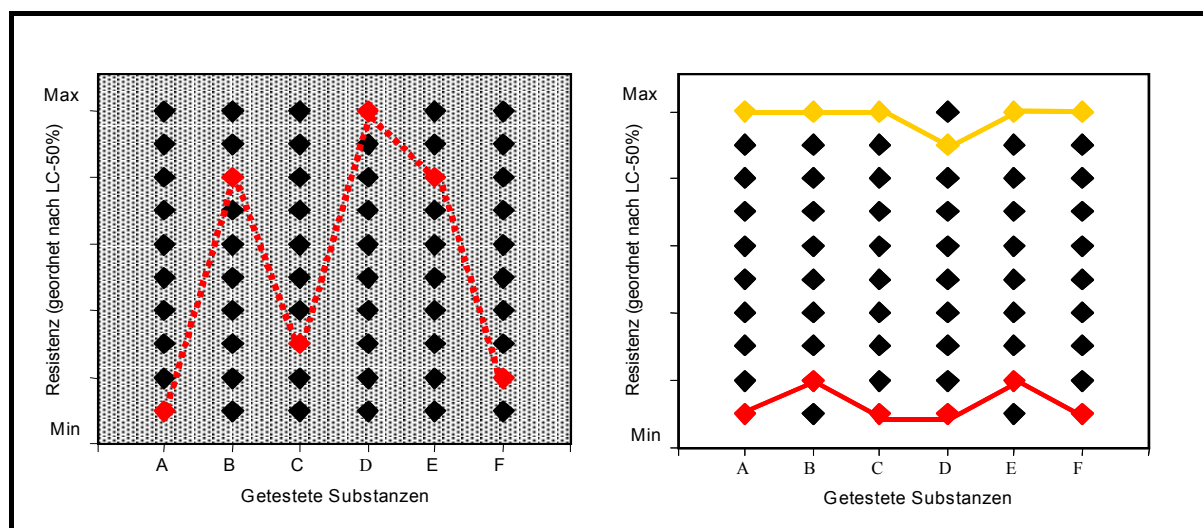 Max
Resistenz (geordnet nach LC-50%)
Min
A B C D E F
Getestete Substanzen
Max
Resistenz (geordnet nach LC-50%)
Min
A B C D E F
Getestete Substanzen